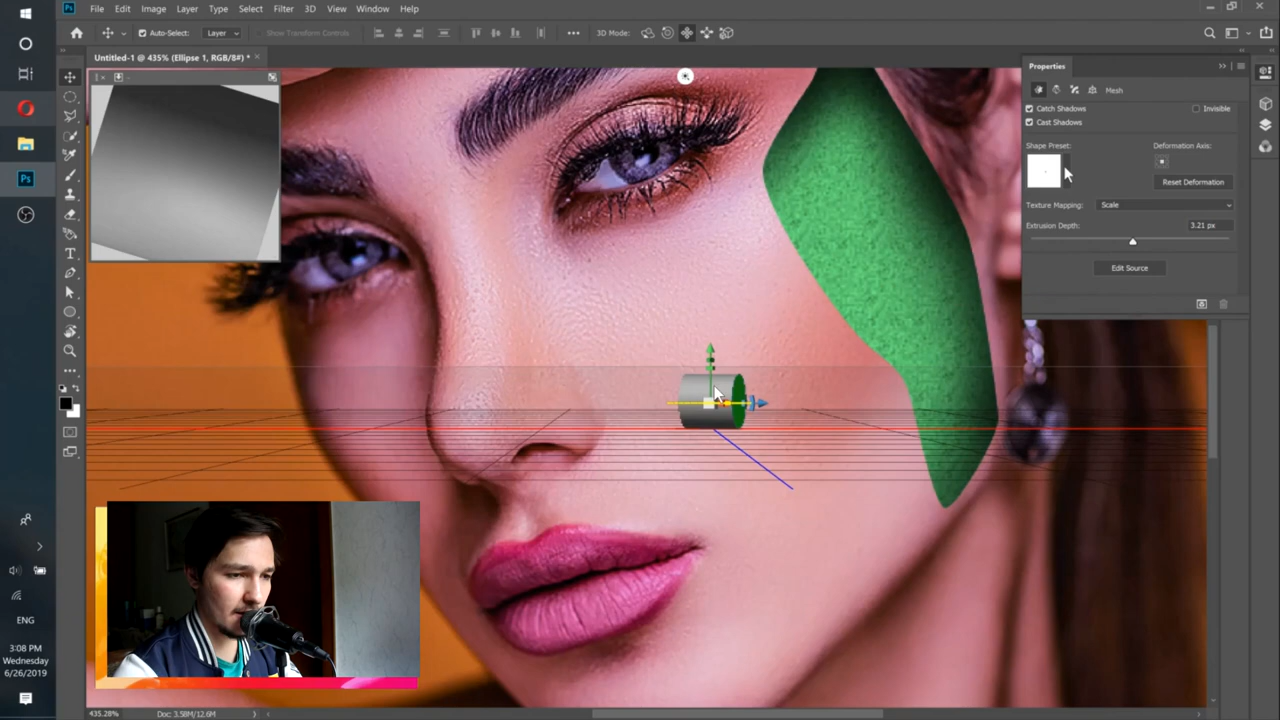 Ps File Edit Image Layer Type Select Filter 3D View Window Help
Auto-Select: Layer Show Transform Controls 3D Mode:
Untitled-1 @ 435% (Ellipse 1, RGB/8#) *
Properties
Mesh
Catch Shadows Invisible
Cast Shadows
Shape Preset: Deformation Axis:
Reset Deformation
Texture Mapping: Scale
Extrusion Depth: 3.21 px
Edit Source
Ps
ENG
3:08 PM
Wednesday
6/26/2019
435.28% Doc: 3.58M/12.6M